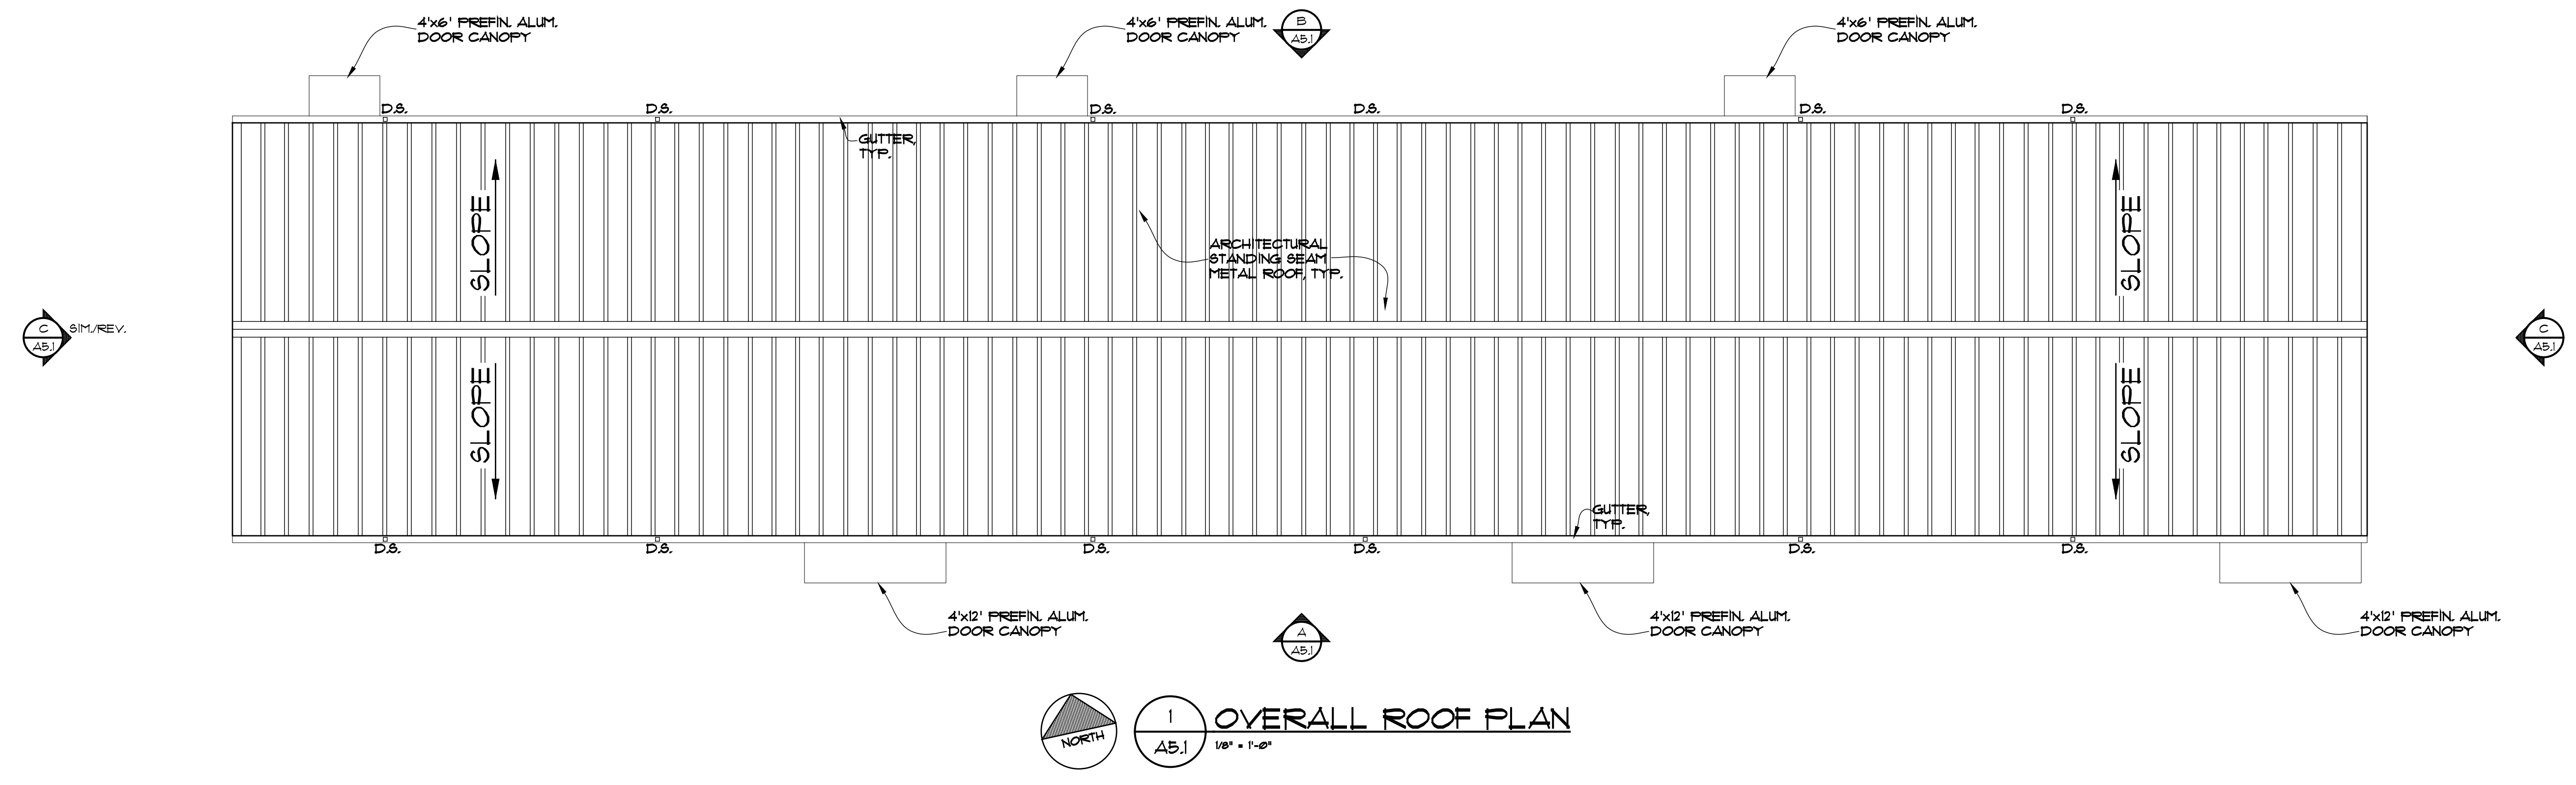 4'x6' PREFIN. ALUM.
DOOR CANOPY
4'x6' PREFIN. ALUM.
DOOR CANOPY
B
A5.1
4'x6' PREFIN. ALUM.
DOOR CANOPY
D.S.
D.S.
D.S.
D.S.
D.S.
D.S.
GUTTER,
TYP.
SLOPE
ARCHITECTURAL
STANDING SEAM
METAL ROOF, TYP.
SLOPE
C
A5.1
SIM./REV.
C
A5.1
SLOPE
SLOPE
GUTTER,
TYP.
D.S.
D.S.
D.S.
D.S.
D.S.
D.S.
4'x12' PREFIN. ALUM.
DOOR CANOPY
A
A5.1
4'x12' PREFIN. ALUM.
DOOR CANOPY
4'x12' PREFIN. ALUM.
DOOR CANOPY
NORTH
1
A5.1
OVERALL ROOF PLAN
1/8" = 1'-0"